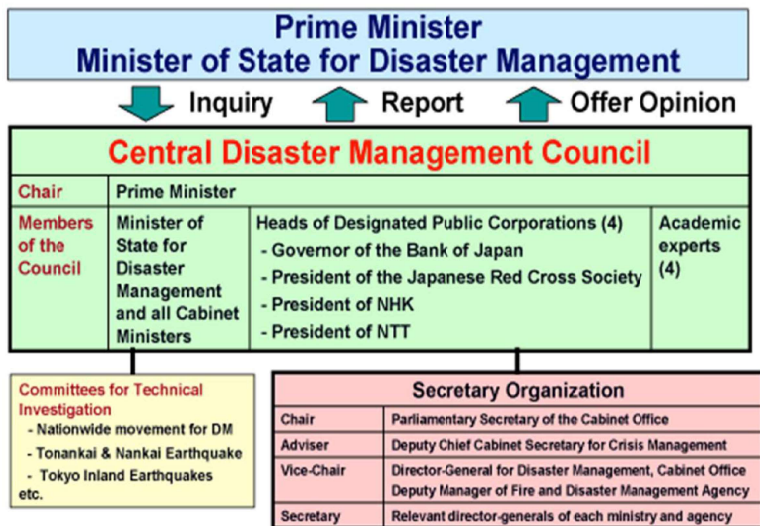 Prime Minister
Minister of State for Disaster Management
Inquiry Report Offer Opinion
Central Disaster Management Council
Chair Prime Minister
Members of the Council
Minister of State for Disaster Management and all Cabinet Ministers
Heads of Designated Public Corporations (4)
- Governor of the Bank of Japan
- President of the Japanese Red Cross Society
- President of NHK
- President of NTT
Academic experts (4)
Committees for Technical
Investigation
- Nationwide movement for DM
- Tonankai & Nankai Earthquake
- Tokyo Inland Earthquakes
etc.
Secretary Organization
Chair Parliamentary Secretary of the Cabinet Office
Adviser Deputy Chief Cabinet Secretary for Crisis Management
Vice-Chair Director-General for Disaster Management, Cabinet Office
Deputy Manager of Fire and Disaster Management Agency
Secretary Relevant director-generals of each ministry and agency